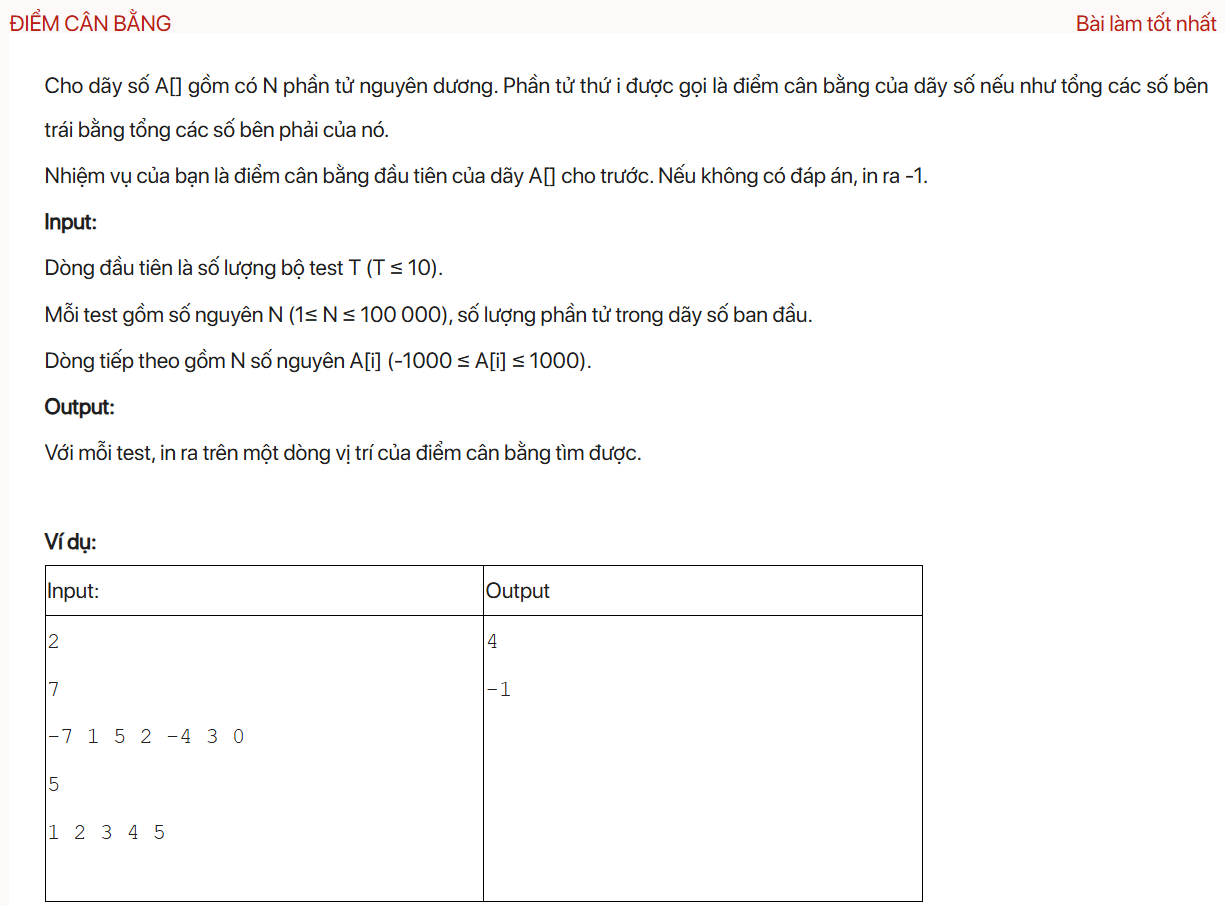 ĐIỂM CÂN BẰNG
Bài làm tốt nhất
Cho dãy số A[] gồm có N phần tử nguyên dương. Phần tử thứ i được gọi là điểm cân bằng của dãy số nếu như tổng các số bên
trái bằng tổng các số bên phải của nó.
Nhiệm vụ của bạn là điểm cân bằng đầu tiên của dãy A[] cho trước. Nếu không có đáp án, in ra -1.
Input:
Dòng đầu tiên là số lượng bộ test T (T ≤ 10).
Mỗi test gồm số nguyên N (1≤ N ≤ 100 000), số lượng phần tử trong dãy số ban đầu.
Dòng tiếp theo gồm N số nguyên A[i] (-1000 ≤ A[i] ≤ 1000).
Output:
Với mỗi test, in ra trên một dòng vị trí của điểm cân bằng tìm được.
Ví dụ:
Input:
Output
2
7
-7 1 5 2 -4 3 0
5
1 2 3 4 5
4
-1